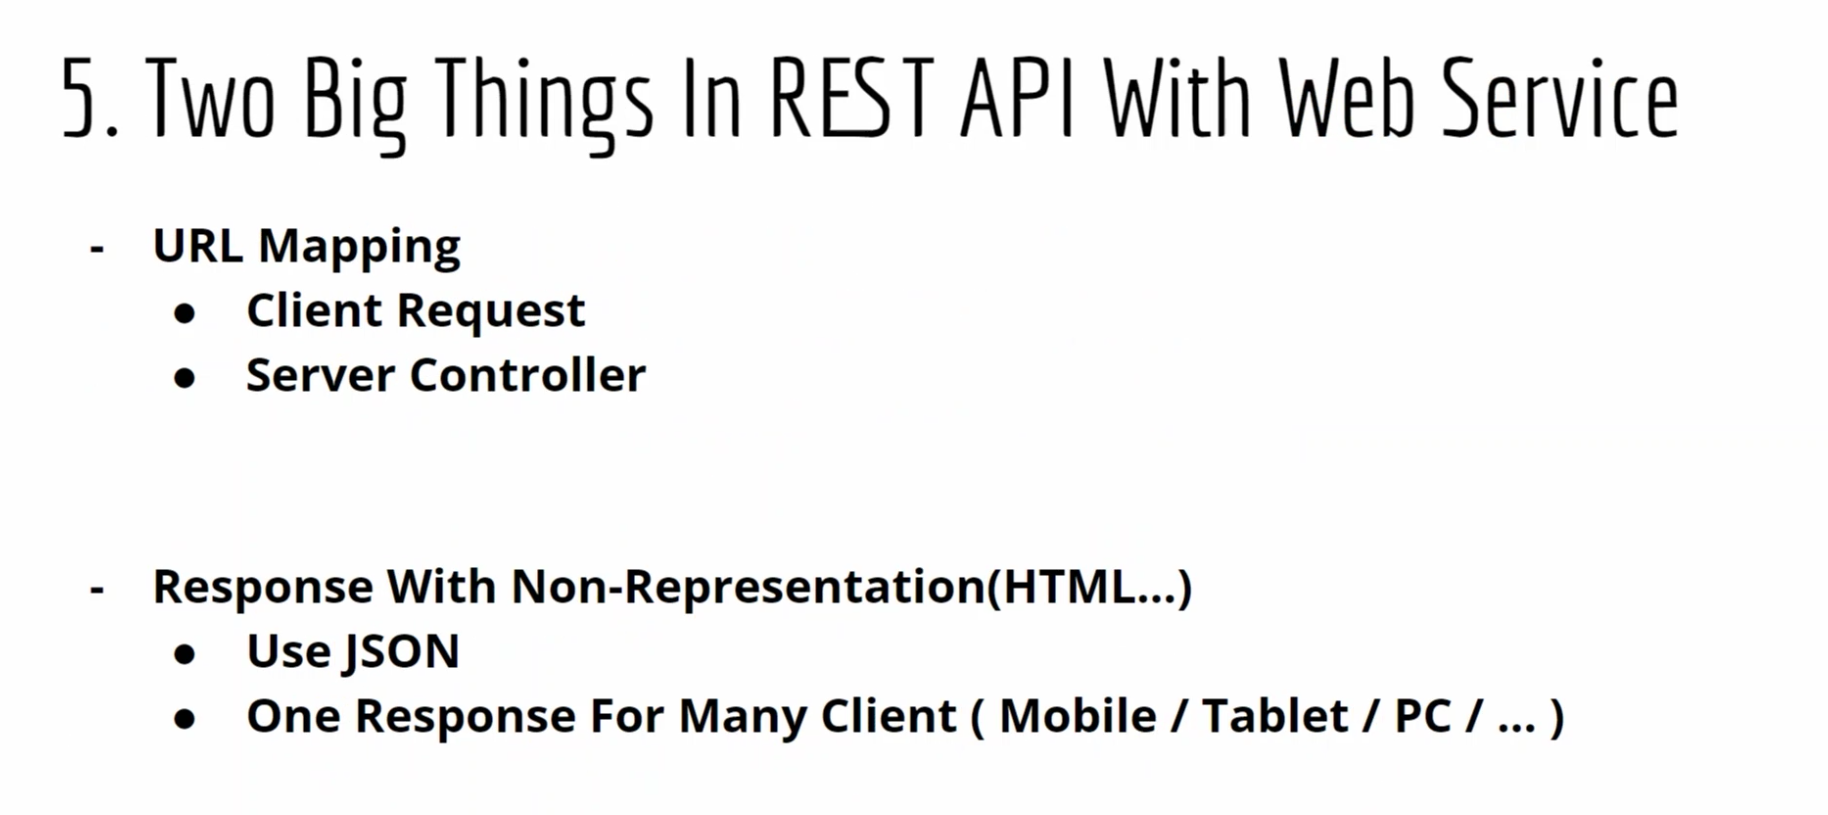 5. Two Big Things In REST API With Web Service
- URL Mapping
● Client Request
● Server Controller
- Response With Non-Representation(HTML...)
● Use JSON
● One Response For Many Client ( Mobile / Tablet / PC / ... )